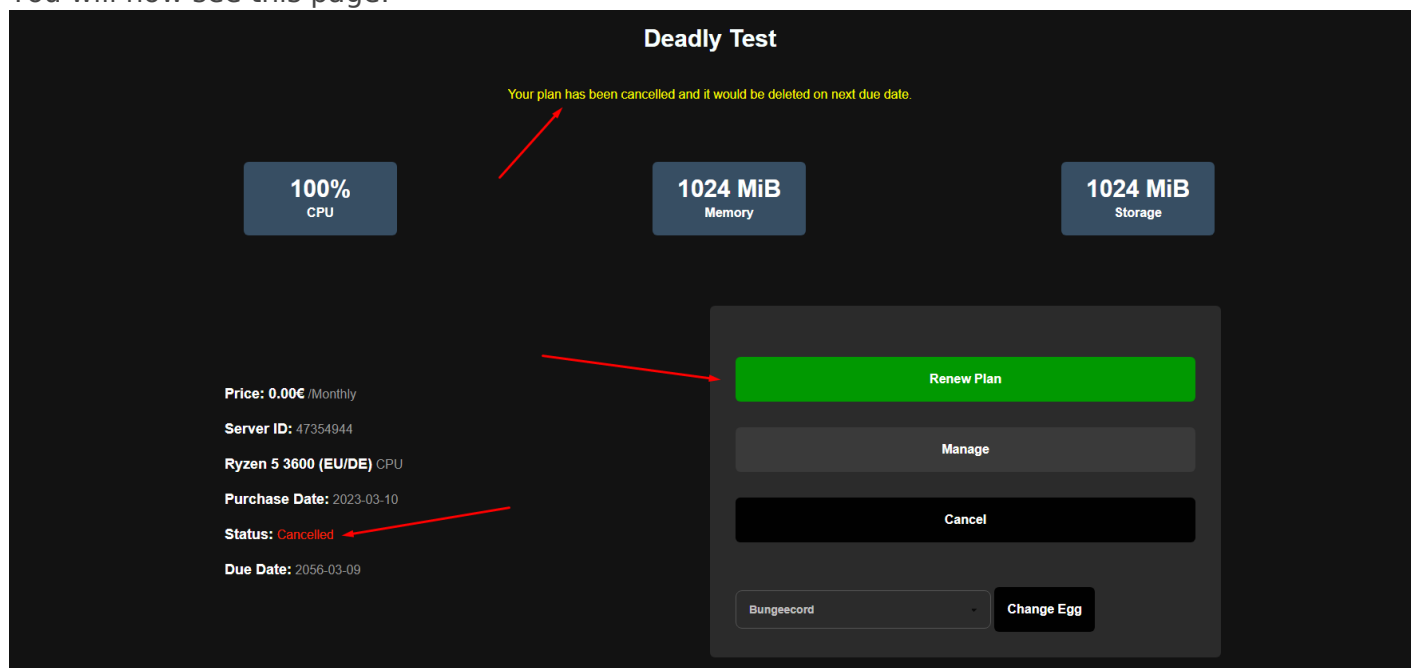 You will now see this page:
Deadly Test
Your plan has been cancelled and it would be deleted on next due date.
100%
CPU
1024 MiB
Memory
1024 MiB
Storage
Price: 0.00€ /Monthly
Server ID: 47354944
Ryzen 5 3600 (EU/DE) CPU
Purchase Date: 2023-03-10
Status: Cancelled
Due Date: 2056-03-09
Renew Plan
Manage
Cancel
Bungeecord
Change Egg